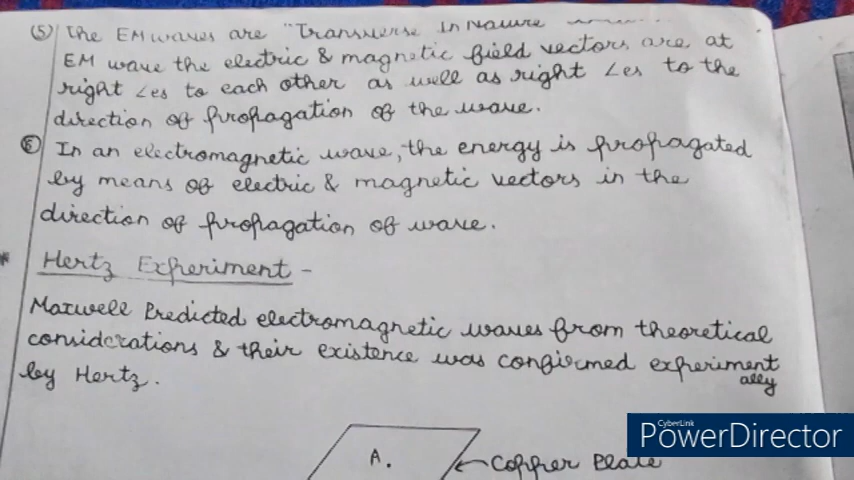 (5) The EM waves are "Transverse In Nature
EM wave the electric & magnetic field vectors are at
right ∠es to each other as well as right ∠es to the
direction of propagation of the wave.
(6) In an electromagnetic wave, the energy is propagated
by means of electric & magnetic vectors in the
direction of propagation of wave.
* Hertz Experiment -
Maxwell Predicted electromagnetic waves from theoretical
considerations & their existence was confirmed experiment
ally
by Hertz.
A.
Copper Plate
CyberLink
PowerDirector